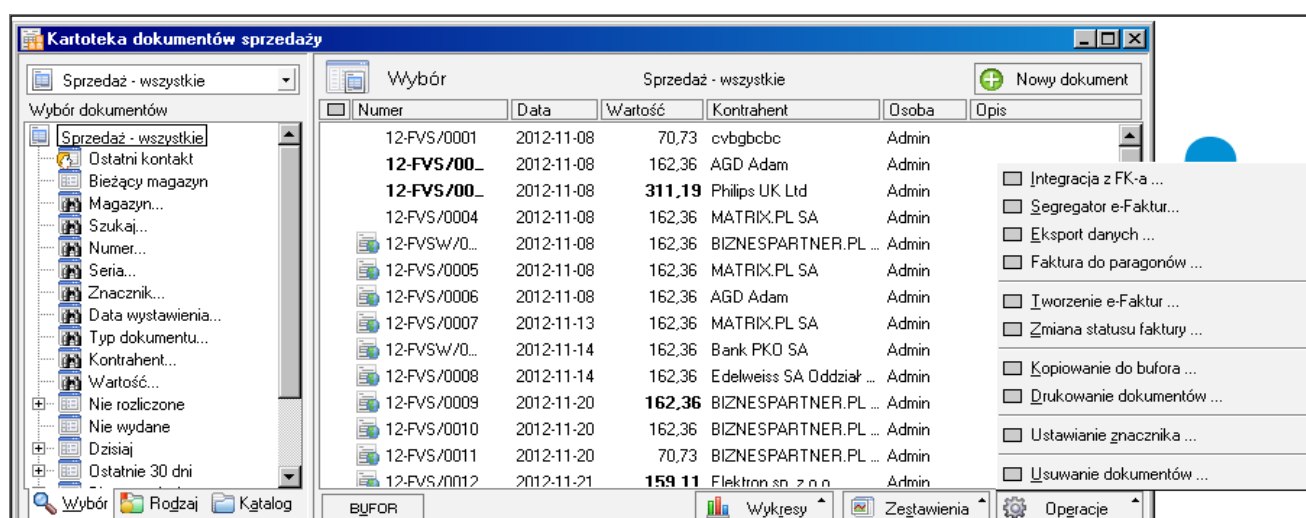 Kartoteka dokumentów sprzedaży
Sprzedaż - wszystkie
Wybór dokumentów
Sprzedaż - wszystkie
Ostatni kontakt
Bieżący magazyn
Magazyn...
Szukaj...
Numer...
Seria...
Znacznik...
Data wystawienia...
Typ dokumentu...
Kontrahent...
Wartość...
Nie rozliczone
Nie wydane
Dzisiaj
Ostatnie 30 dni
Wybór Rodzaj Katalog
Wybór Sprzedaż - wszystkie Nowy dokument
Numer Data Wartość Kontrahent Osoba Opis
12-FVS/0001 2012-11-08 70,73 cvbgbcbc Admin
12-FVS/00_ 2012-11-08 162,36 AGD Adam Admin
12-FVS/00_ 2012-11-08 311,19 Philips UK Ltd Admin
12-FVS/0004 2012-11-08 162,36 MATRIX.PL SA Admin
12-FVSW/0... 2012-11-08 162,36 BIZNESPARTNER.PL ... Admin
12-FVS/0005 2012-11-08 162,36 MATRIX.PL SA Admin
12-FVS/0006 2012-11-08 162,36 AGD Adam Admin
12-FVS/0007 2012-11-13 162,36 MATRIX.PL SA Admin
12-FVSW/0... 2012-11-14 162,36 Bank PKO SA Admin
12-FVS/0008 2012-11-14 162,36 Edelweiss SA Oddział ... Admin
12-FVS/0009 2012-11-20 162,36 BIZNESPARTNER.PL ... Admin
12-FVS/0010 2012-11-20 162,36 BIZNESPARTNER.PL ... Admin
12-FVS/0011 2012-11-20 70,73 BIZNESPARTNER.PL ... Admin
12-FVS/0012 2012-11-21 159,11 Elektron sp. z o.o. Admin
BUFOR Wykresy Zestawienia Operacje
Integracja z FK-a ...
Segregator e-Faktur...
Eksport danych ...
Faktura do paragonów ...
Tworzenie e-Faktur ...
Zmiana statusu faktury ...
Kopiowanie do bufora ...
Drukowanie dokumentów ...
Ustawianie znacznika ...
Usuwanie dokumentów ...